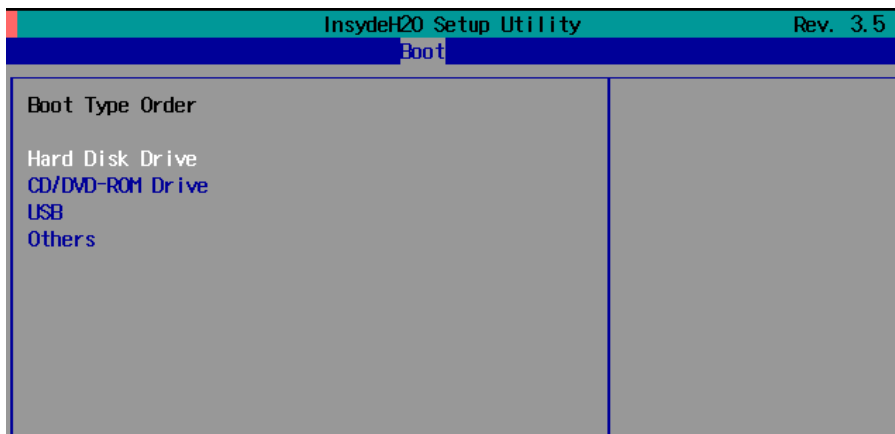 InsydeH2O Setup Utility Rev. 3.5
Boot
Boot Type Order
Hard Disk Drive
CD/DVD-ROM Drive
USB
Others